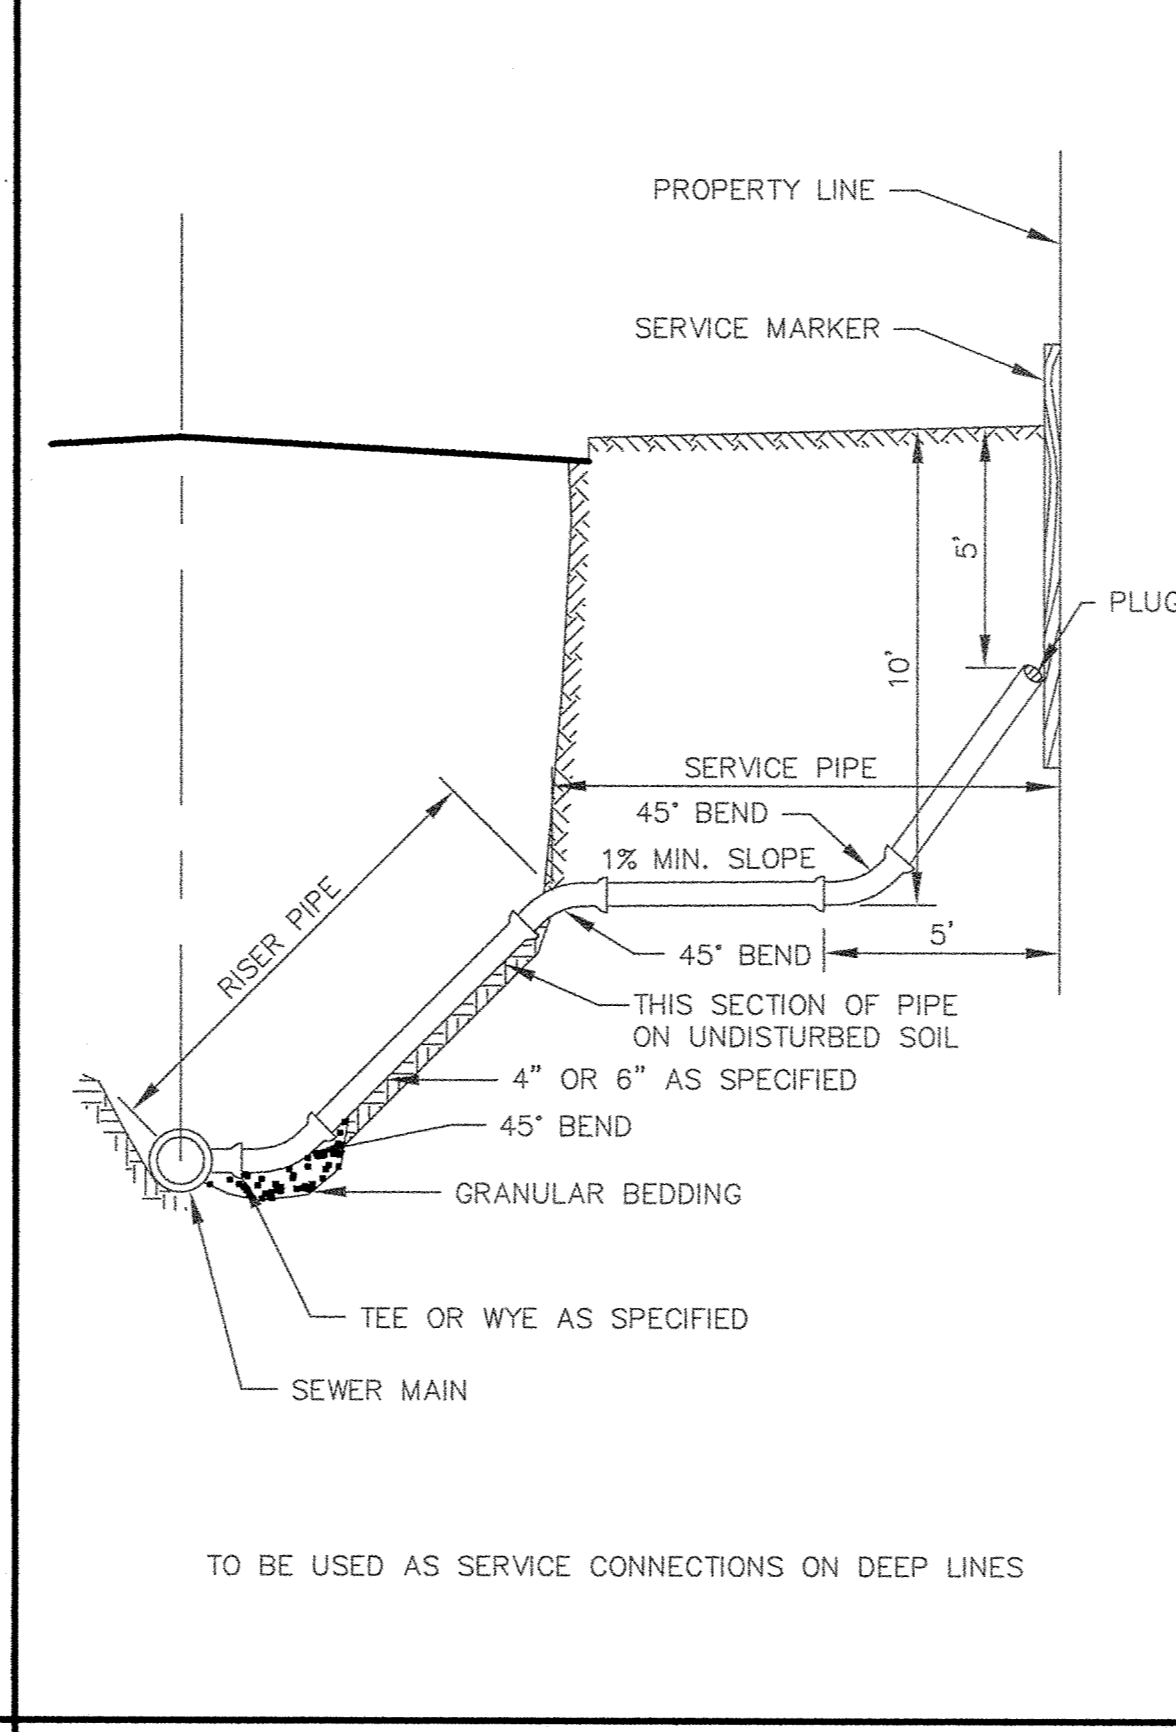 PROPERTY LINE
SERVICE MARKER
5'
PLUG
10'
SERVICE PIPE
45° BEND
1% MIN. SLOPE
RISER PIPE
5'
45° BEND
THIS SECTION OF PIPE
ON UNDISTURBED SOIL
4" OR 6" AS SPECIFIED
45° BEND
GRANULAR BEDDING
TEE OR WYE AS SPECIFIED
SEWER MAIN
TO BE USED AS SERVICE CONNECTIONS ON DEEP LINES